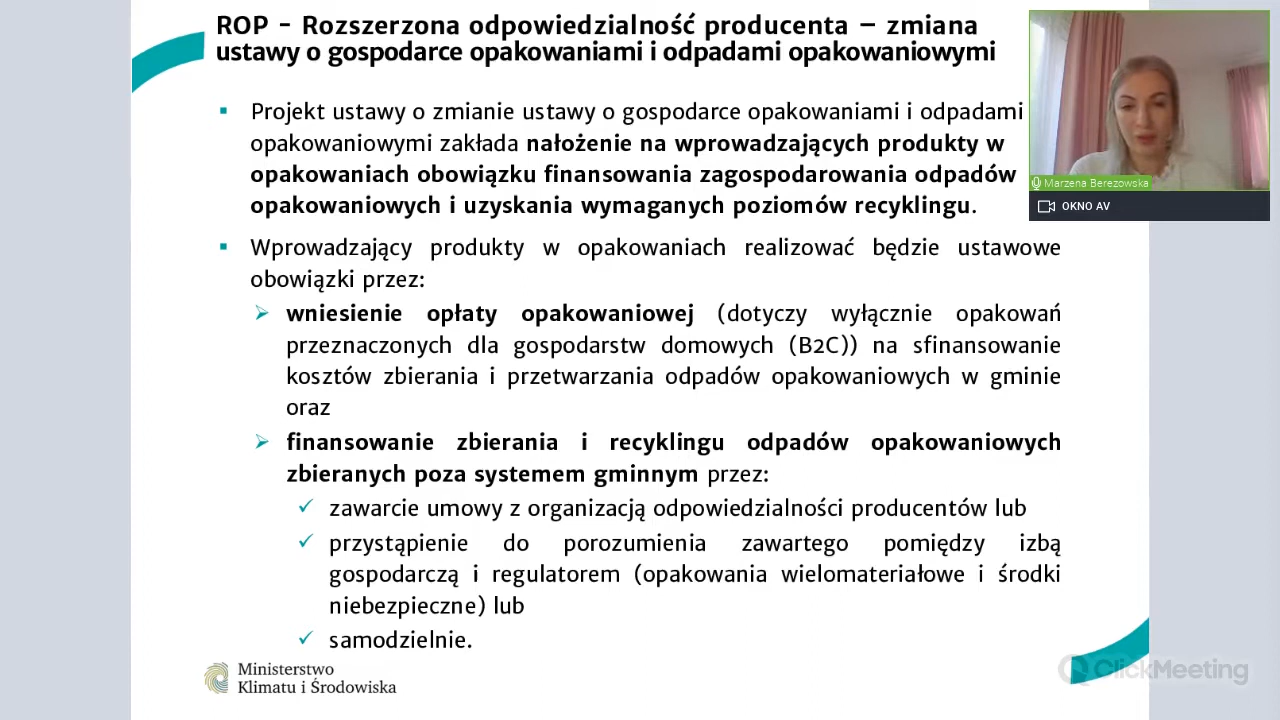 ROP - Rozszerzona odpowiedzialność producenta – zmiana
ustawy o gospodarce opakowaniami i odpadami opakowaniowymi
Projekt ustawy o zmianie ustawy o gospodarce opakowaniami i odpadami
opakowaniowymi zakłada nałożenie na wprowadzających produkty w
opakowaniach obowiązku finansowania zagospodarowania odpadów
opakowaniowych i uzyskania wymaganych poziomów recyklingu.
Wprowadzający produkty w opakowaniach realizować będzie ustawowe
obowiązki przez:
wniesienie opłaty opakowaniowej (dotyczy wyłącznie opakowań
przeznaczonych dla gospodarstw domowych (B2C)) na sfinansowanie
kosztów zbierania i przetwarzania odpadów opakowaniowych w gminie
oraz
finansowanie zbierania i recyklingu odpadów opakowaniowych
zbieranych poza systemem gminnym przez:
zawarcie umowy z organizacją odpowiedzialności producentów lub
przystąpienie do porozumienia zawartego pomiędzy izbą
gospodarczą i regulatorem (opakowania wielomateriałowe i środki
niebezpieczne) lub
samodzielnie.
Ministerstwo
Klimatu i Środowiska
Marzena Berezowska
OKNO AV
ClickMeeting